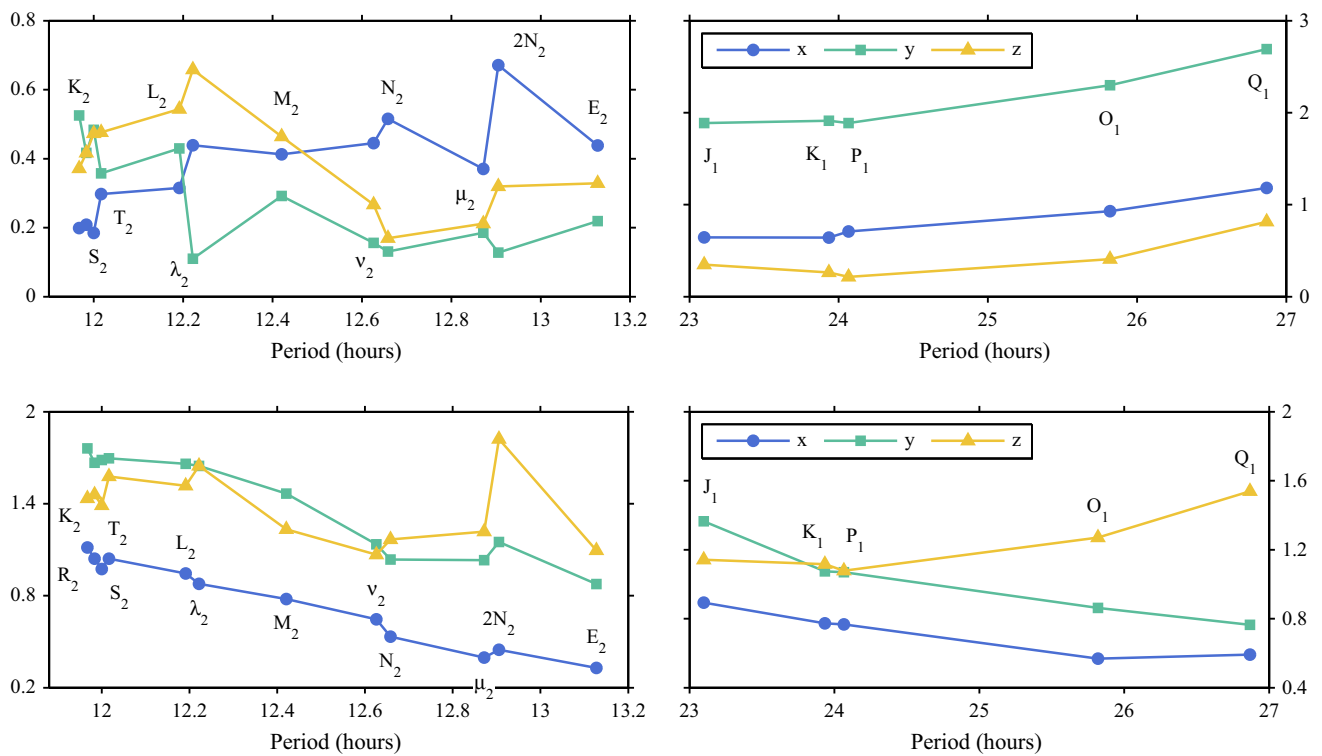 0.8
0.6
0.4
0.2
0
K2
S2
T2
L2
λ2
M2
ν2
N2
μ2
2N2
E2
12 12.2 12.4 12.6 12.8 13 13.2
Period (hours)
x y z
3
2
1
0
J1
K1
P1
O1
Q1
23 24 25 26 27
Period (hours)
2
1.4
0.8
0.2
K2
R2
T2
S2
L2
λ2
M2
ν2
N2
μ2
2N2
E2
12 12.2 12.4 12.6 12.8 13 13.2
Period (hours)
x y z
2
1.6
1.2
0.8
0.4
J1
K1
P1
O1
Q1
23 24 25 26 27
Period (hours)